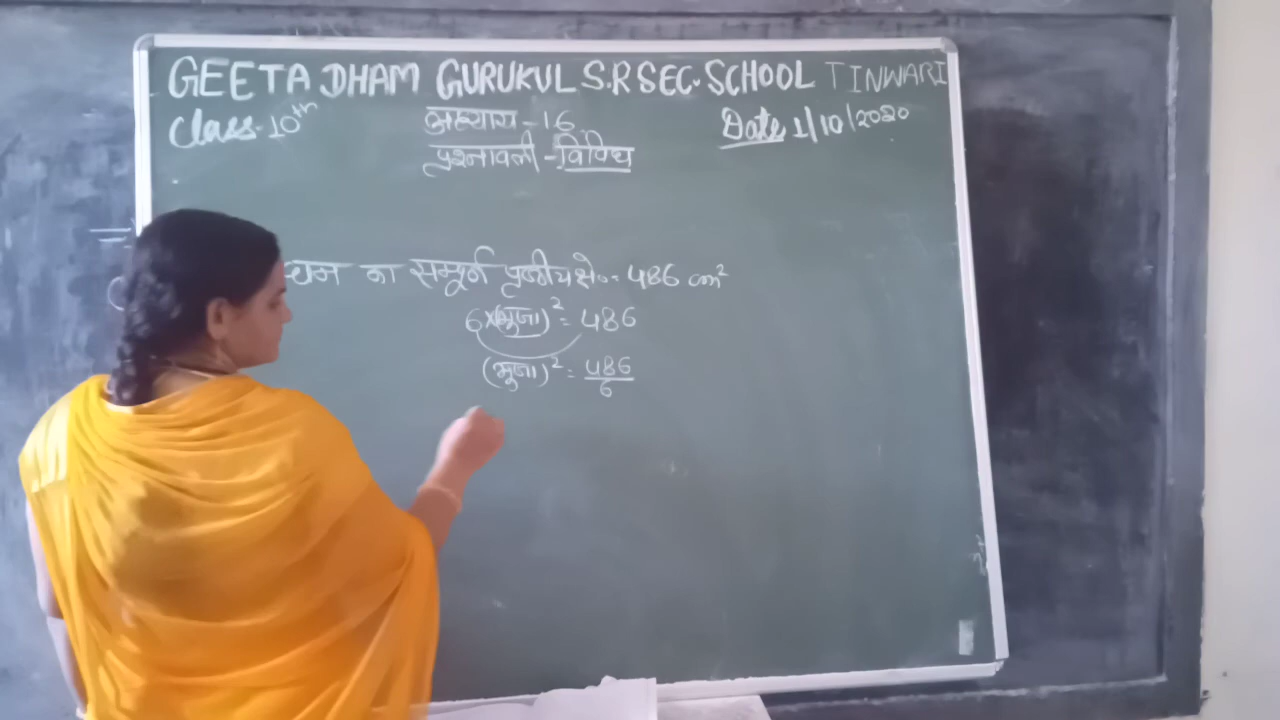 GEETA DHAM GURUKUL S.R SEC. SCHOOL TINWARI
Class-10th
अध्याय-16
Date 1/10/2020
प्रश्नावली-विविध
घन का सम्पूर्ण पृष्ठीय क्षे० = 486 cm²
6×(भुजा)² = 486
(भुजा)² = 486/6